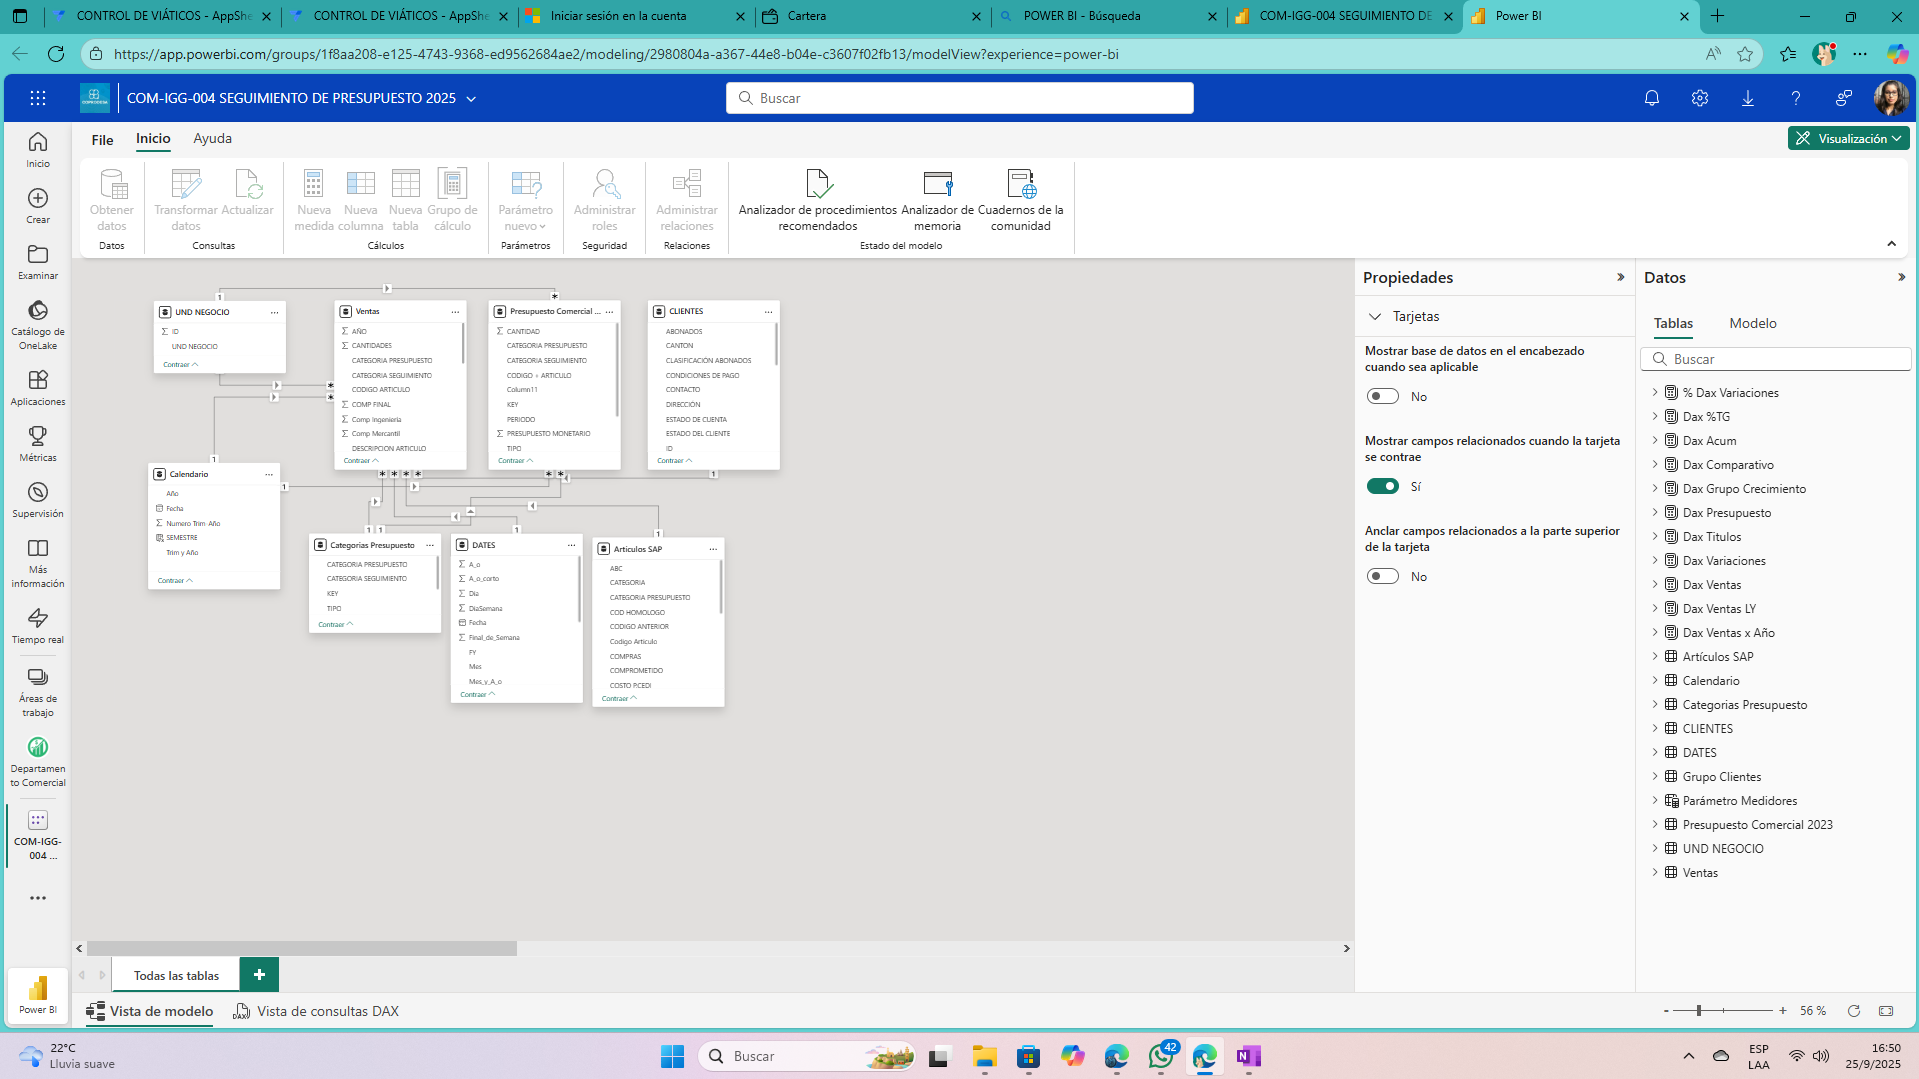 CONTROL DE VIÁTICOS - AppShe
CONTROL DE VIÁTICOS - AppShe
Iniciar sesión en la cuenta
Cartera
POWER BI - Búsqueda
COM-IGG-004 SEGUIMIENTO DE
Power BI
https://app.powerbi.com/groups/1f8aa208-e125-4743-9368-ed9562684ae2/modeling/2980804a-a367-44e8-b04e-c3607f02fb13/modelView?experience=power-bi
COM-IGG-004 SEGUIMIENTO DE PRESUPUESTO 2025
Buscar
File
Inicio
Ayuda
Visualización
Obtener datos
Transformar datos
Actualizar
Nueva medida
Nueva columna
Nueva tabla
Grupo de cálculo
Parámetro nuevo
Administrar roles
Administrar relaciones
Analizador de procedimientos recomendados
Analizador de memoria
Cuadernos de la comunidad
Datos
Consultas
Cálculos
Parámetros
Seguridad
Relaciones
Estado del modelo
Inicio
Crear
Examinar
Catálogo de OneLake
Aplicaciones
Métricas
Supervisión
Más información
Tiempo real
Áreas de trabajo
Departamen
to Comercial
COM-IGG-
004 ...
Power BI
UND NEGOCIO
ID
UND NEGOCIO
Contraer
Ventas
AÑO
CANTIDADES
CATEGORIA PRESUPUESTO
CATEGORIA SEGUIMIENTO
CODIGO ARTICULO
COMP FINAL
Comp Ingenieria
Comp Mercantil
DESCRIPCION ARTICULO
Contraer
Presupuesto Comercial ...
CANTIDAD
CATEGORIA PRESUPUESTO
CATEGORIA SEGUIMIENTO
CODIGO + ARTICULO
Column11
KEY
PERIODO
PRESUPUESTO MONETARIO
TIPO
Contraer
CLIENTES
ABONADOS
CANTON
CLASIFICACIÓN ABONADOS
CONDICIONES DE PAGO
CONTACTO
DIRECCIÓN
ESTADO DE CUENTA
ESTADO DEL CLIENTE
ID
Contraer
Calendario
Año
Fecha
Numero Trim-Año
SEMESTRE
Trim y Año
Contraer
Categorias Presupuesto
CATEGORIA PRESUPUESTO
CATEGORIA SEGUIMIENTO
KEY
TIPO
Contraer
DATES
A_o
A_o_corto
Dia
DiaSemana
Fecha
Final_de_Semana
FY
Mes
Mes_y_A_o
Contraer
Artículos SAP
ABC
CATEGORIA
CATEGORIA PRESUPUESTO
COD HOMOLOGO
CODIGO ANTERIOR
Codigo Articulo
COMPRAS
COMPROMETIDO
COSTO P.CEDI
Contraer
Propiedades
Tarjetas
Mostrar base de datos en el encabezado
cuando sea aplicable
No
Mostrar campos relacionados cuando la tarjeta
se contrae
Sí
Anclar campos relacionados a la parte superior
de la tarjeta
No
Datos
Tablas
Modelo
Buscar
% Dax Variaciones
Dax %TG
Dax Acum
Dax Comparativo
Dax Grupo Crecimiento
Dax Presupuesto
Dax Titulos
Dax Variaciones
Dax Ventas
Dax Ventas LY
Dax Ventas x Año
Artículos SAP
Calendario
Categorias Presupuesto
CLIENTES
DATES
Grupo Clientes
Parámetro Medidores
Presupuesto Comercial 2023
UND NEGOCIO
Ventas
Todas las tablas
Vista de modelo
Vista de consultas DAX
- + 56 %
22°C
Lluvia suave
Buscar
42
ESP
LAA
16:50
25/9/2025